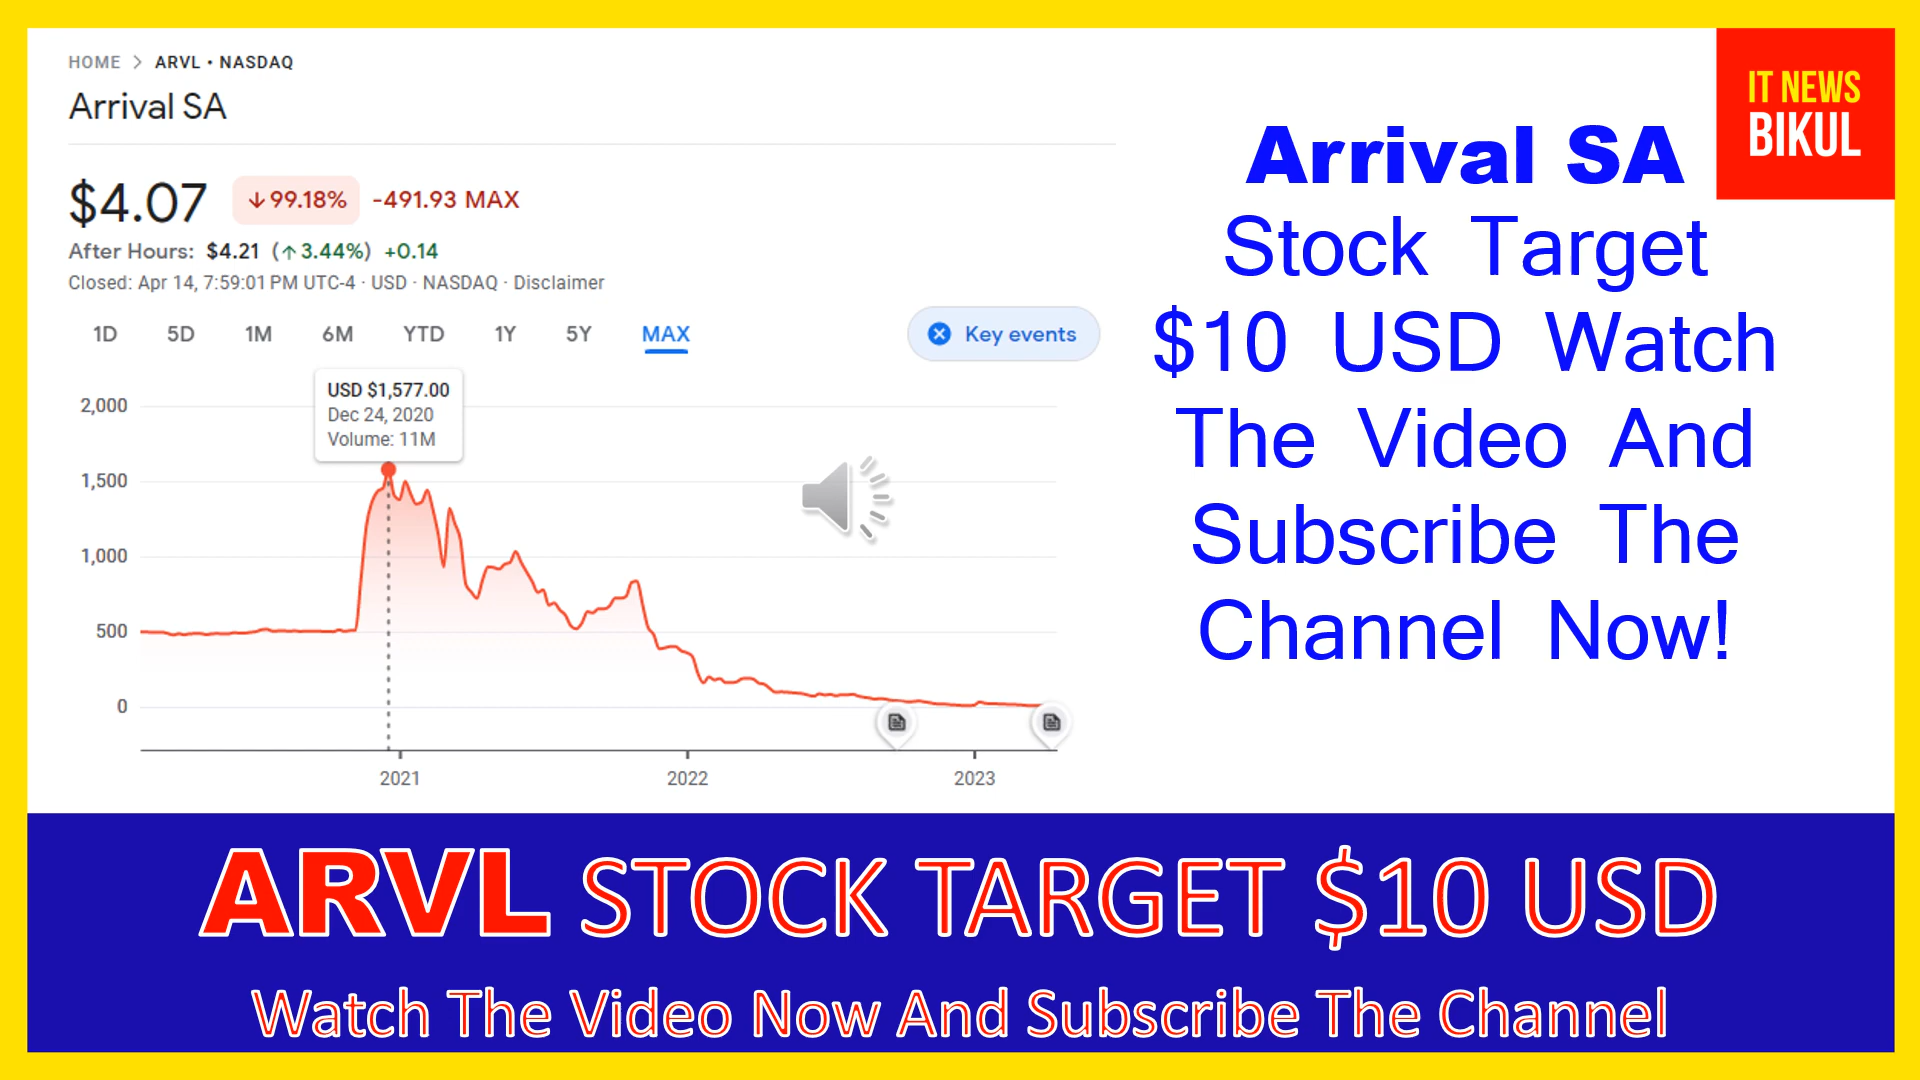 HOME > ARVL • NASDAQ
Arrival SA
$4.07 ↓99.18% -491.93 MAX
After Hours: $4.21 (↑3.44%) +0.14
Closed: Apr 14, 7:59:01 PM UTC-4 · USD · NASDAQ · Disclaimer
1D 5D 1M 6M YTD 1Y 5Y MAX Key events
USD $1,577.00
Dec 24, 2020
Volume: 11M
2,000
1,500
1,000
500
0
2021 2022 2023
IT NEWS
BIKUL
Arrival SA
Stock Target
$10 USD Watch
The Video And
Subscribe The
Channel Now!
ARVL STOCK TARGET $10 USD
Watch The Video Now And Subscribe The Channel